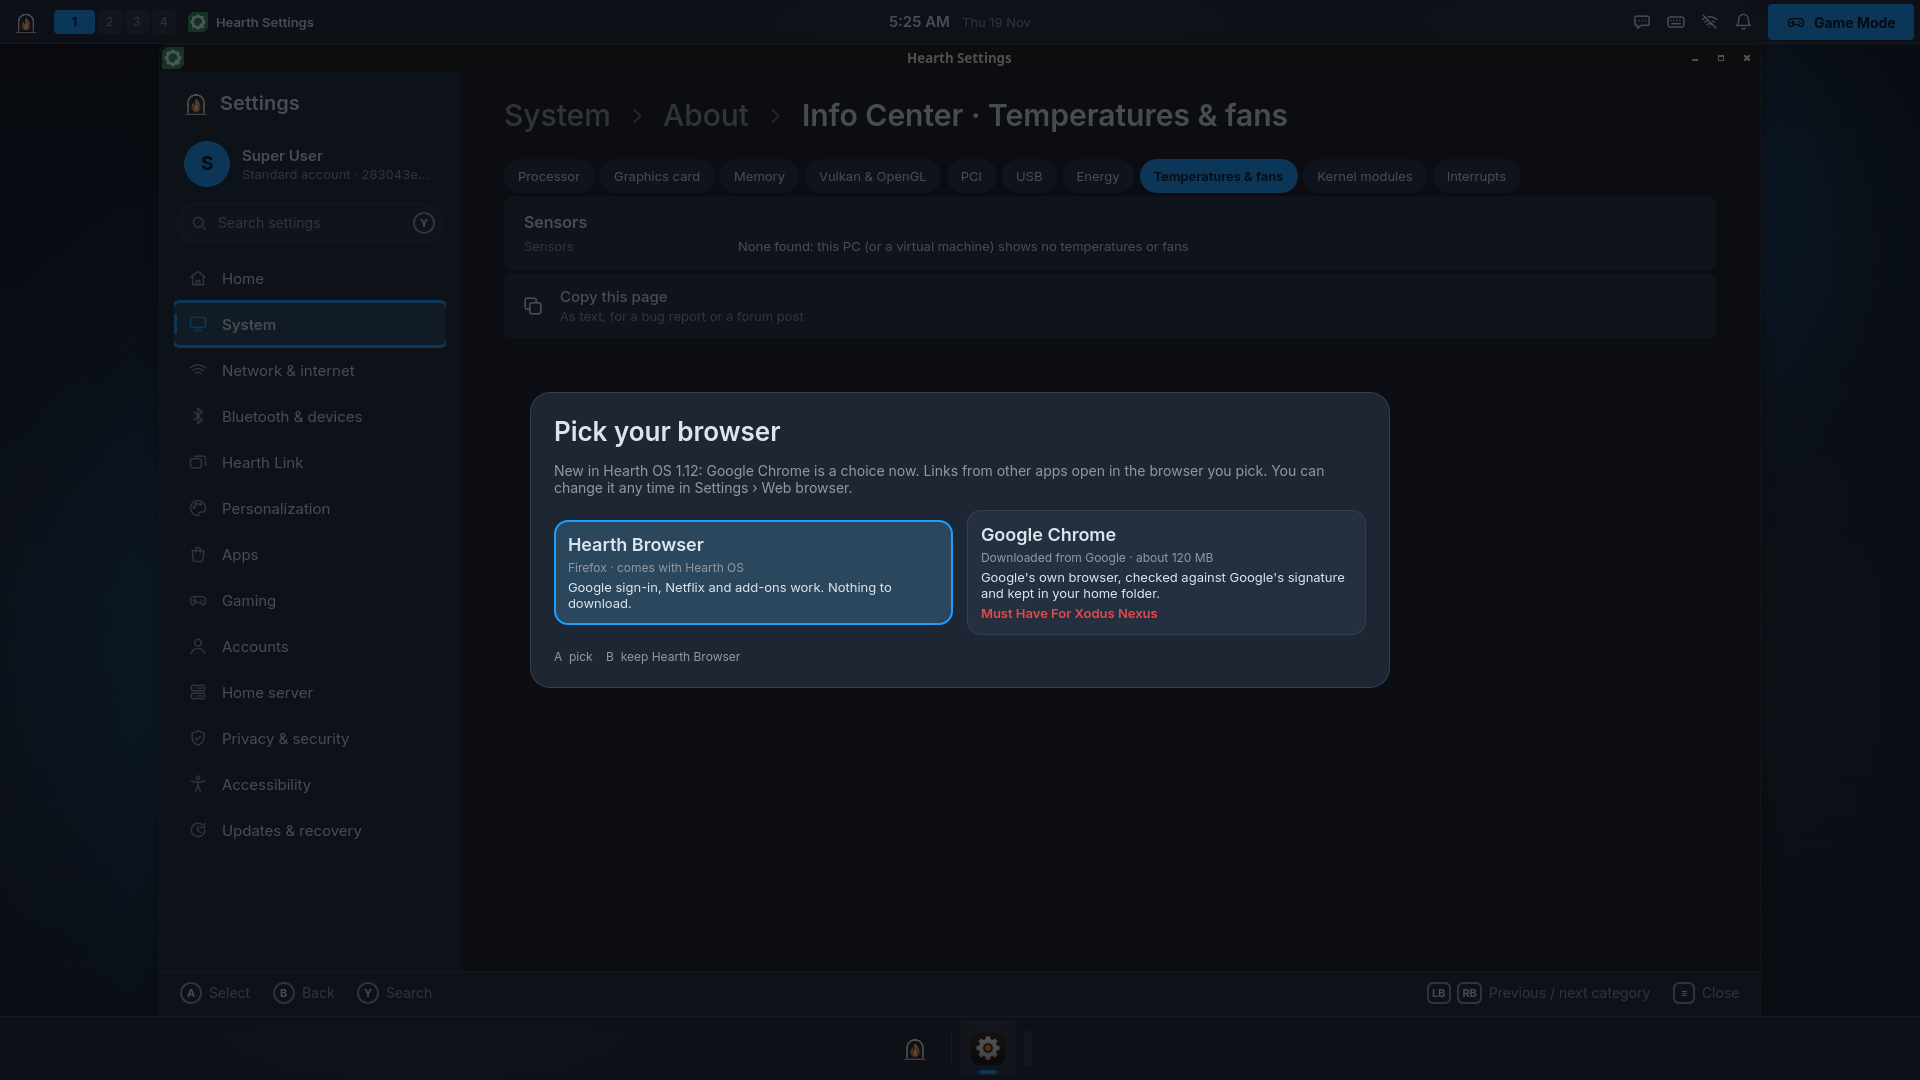 1 2 3 4 Hearth Settings 5:25 AM Thu 19 Nov Game Mode
Hearth Settings
Settings
S
Super User
Standard account · 283043e...
Search settings Y
Home
System
Network & internet
Bluetooth & devices
Hearth Link
Personalization
Apps
Gaming
Accounts
Home server
Privacy & security
Accessibility
Updates & recovery
System › About › Info Center · Temperatures & fans
Processor Graphics card Memory Vulkan & OpenGL PCI USB Energy Temperatures & fans Kernel modules Interrupts
Sensors
Sensors None found: this PC (or a virtual machine) shows no temperatures or fans
Copy this page
As text, for a bug report or a forum post
Pick your browser
New in Hearth OS 1.12: Google Chrome is a choice now. Links from other apps open in the browser you pick. You can
change it any time in Settings › Web browser.
Hearth Browser
Firefox · comes with Hearth OS
Google sign-in, Netflix and add-ons work. Nothing to
download.
Google Chrome
Downloaded from Google · about 120 MB
Google's own browser, checked against Google's signature
and kept in your home folder.
Must Have For Xodus Nexus
A pick B keep Hearth Browser
A Select B Back Y Search LB RB Previous / next category ≡ Close